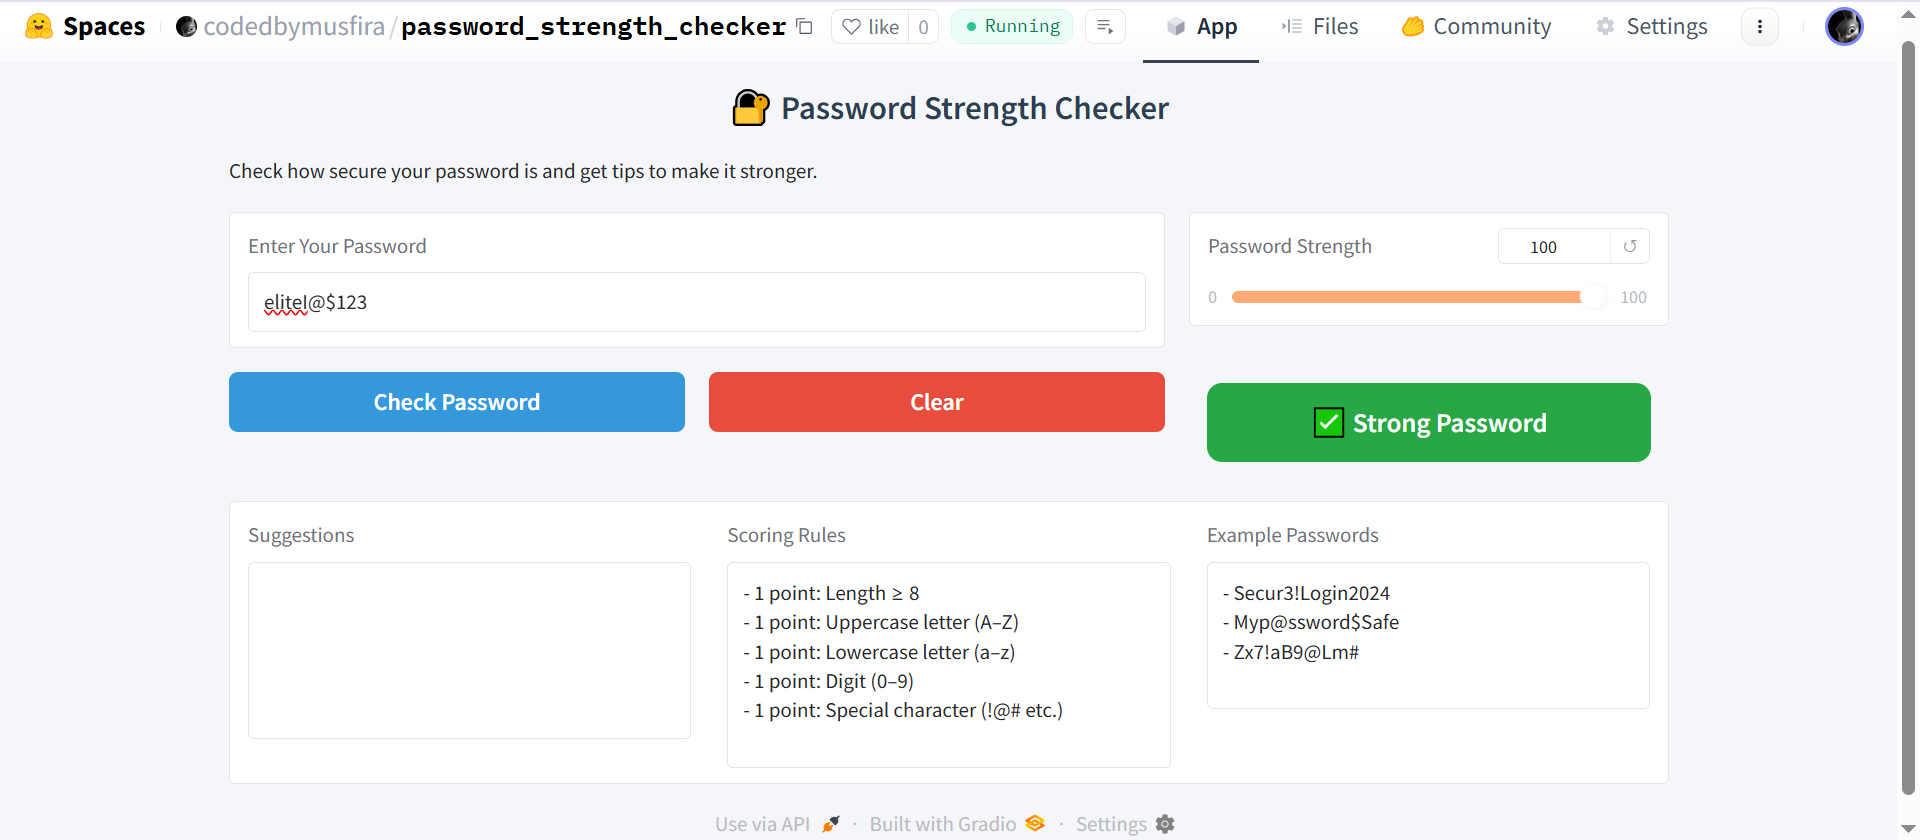 Spaces codedbymusfira/password_strength_checker like 0 Running App Files Community Settings
Password Strength Checker
Check how secure your password is and get tips to make it stronger.
Enter Your Password
eliteI@$123
Password Strength 100
0 100
Check Password
Clear
Strong Password
Suggestions
Scoring Rules
- 1 point: Length ≥ 8
- 1 point: Uppercase letter (A–Z)
- 1 point: Lowercase letter (a–z)
- 1 point: Digit (0–9)
- 1 point: Special character (!@# etc.)
Example Passwords
- Secur3!Login2024
- Myp@ssword$Safe
- Zx7!aB9@Lm#
Use via API · Built with Gradio · Settings